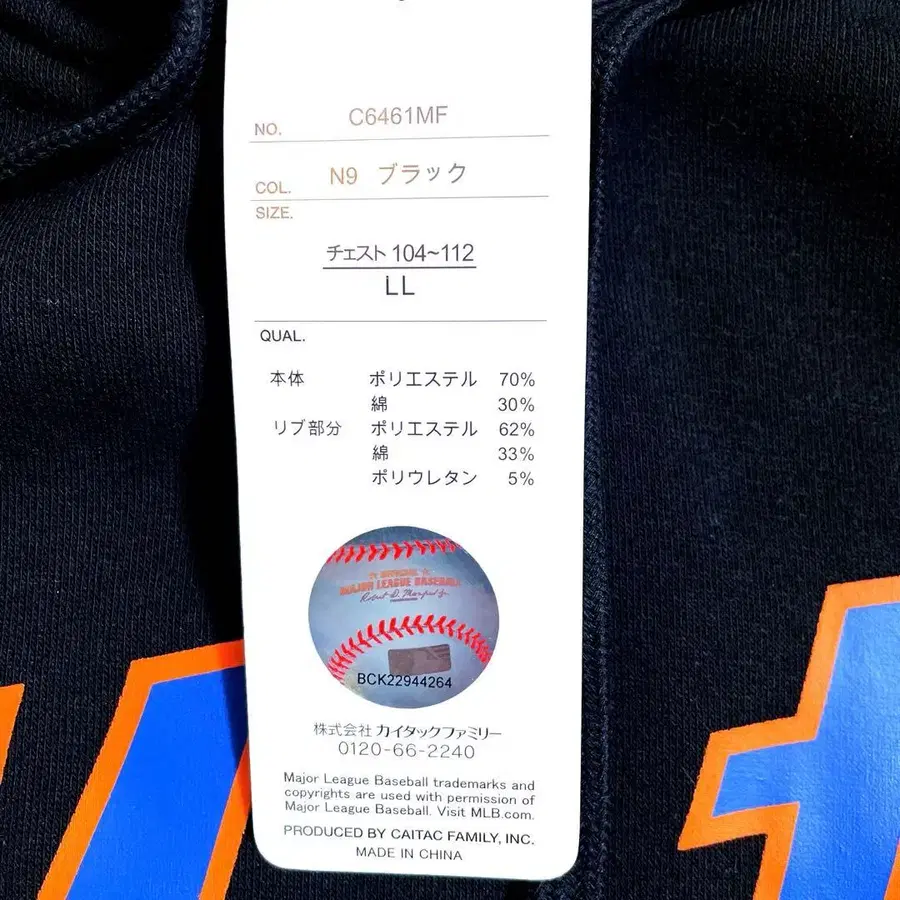 NO. C6461MF
COL. N9 ブラック
SIZE.
チェスト 104~112
LL
QUAL.
本体 ポリエステル 70%
綿 30%
リブ部分 ポリエステル 62%
綿 33%
ポリウレタン 5%
☆ OFFICIAL ☆
MAJOR LEAGUE BASEBALL
Robert D. Manfred Jr.
BCK22944264
株式会社 カイタックファミリー
0120-66-2240
Major League Baseball trademarks and
copyrights are used with permission of
Major League Baseball. Visit MLB.com.
PRODUCED BY CAITAC FAMILY, INC.
MADE IN CHINA